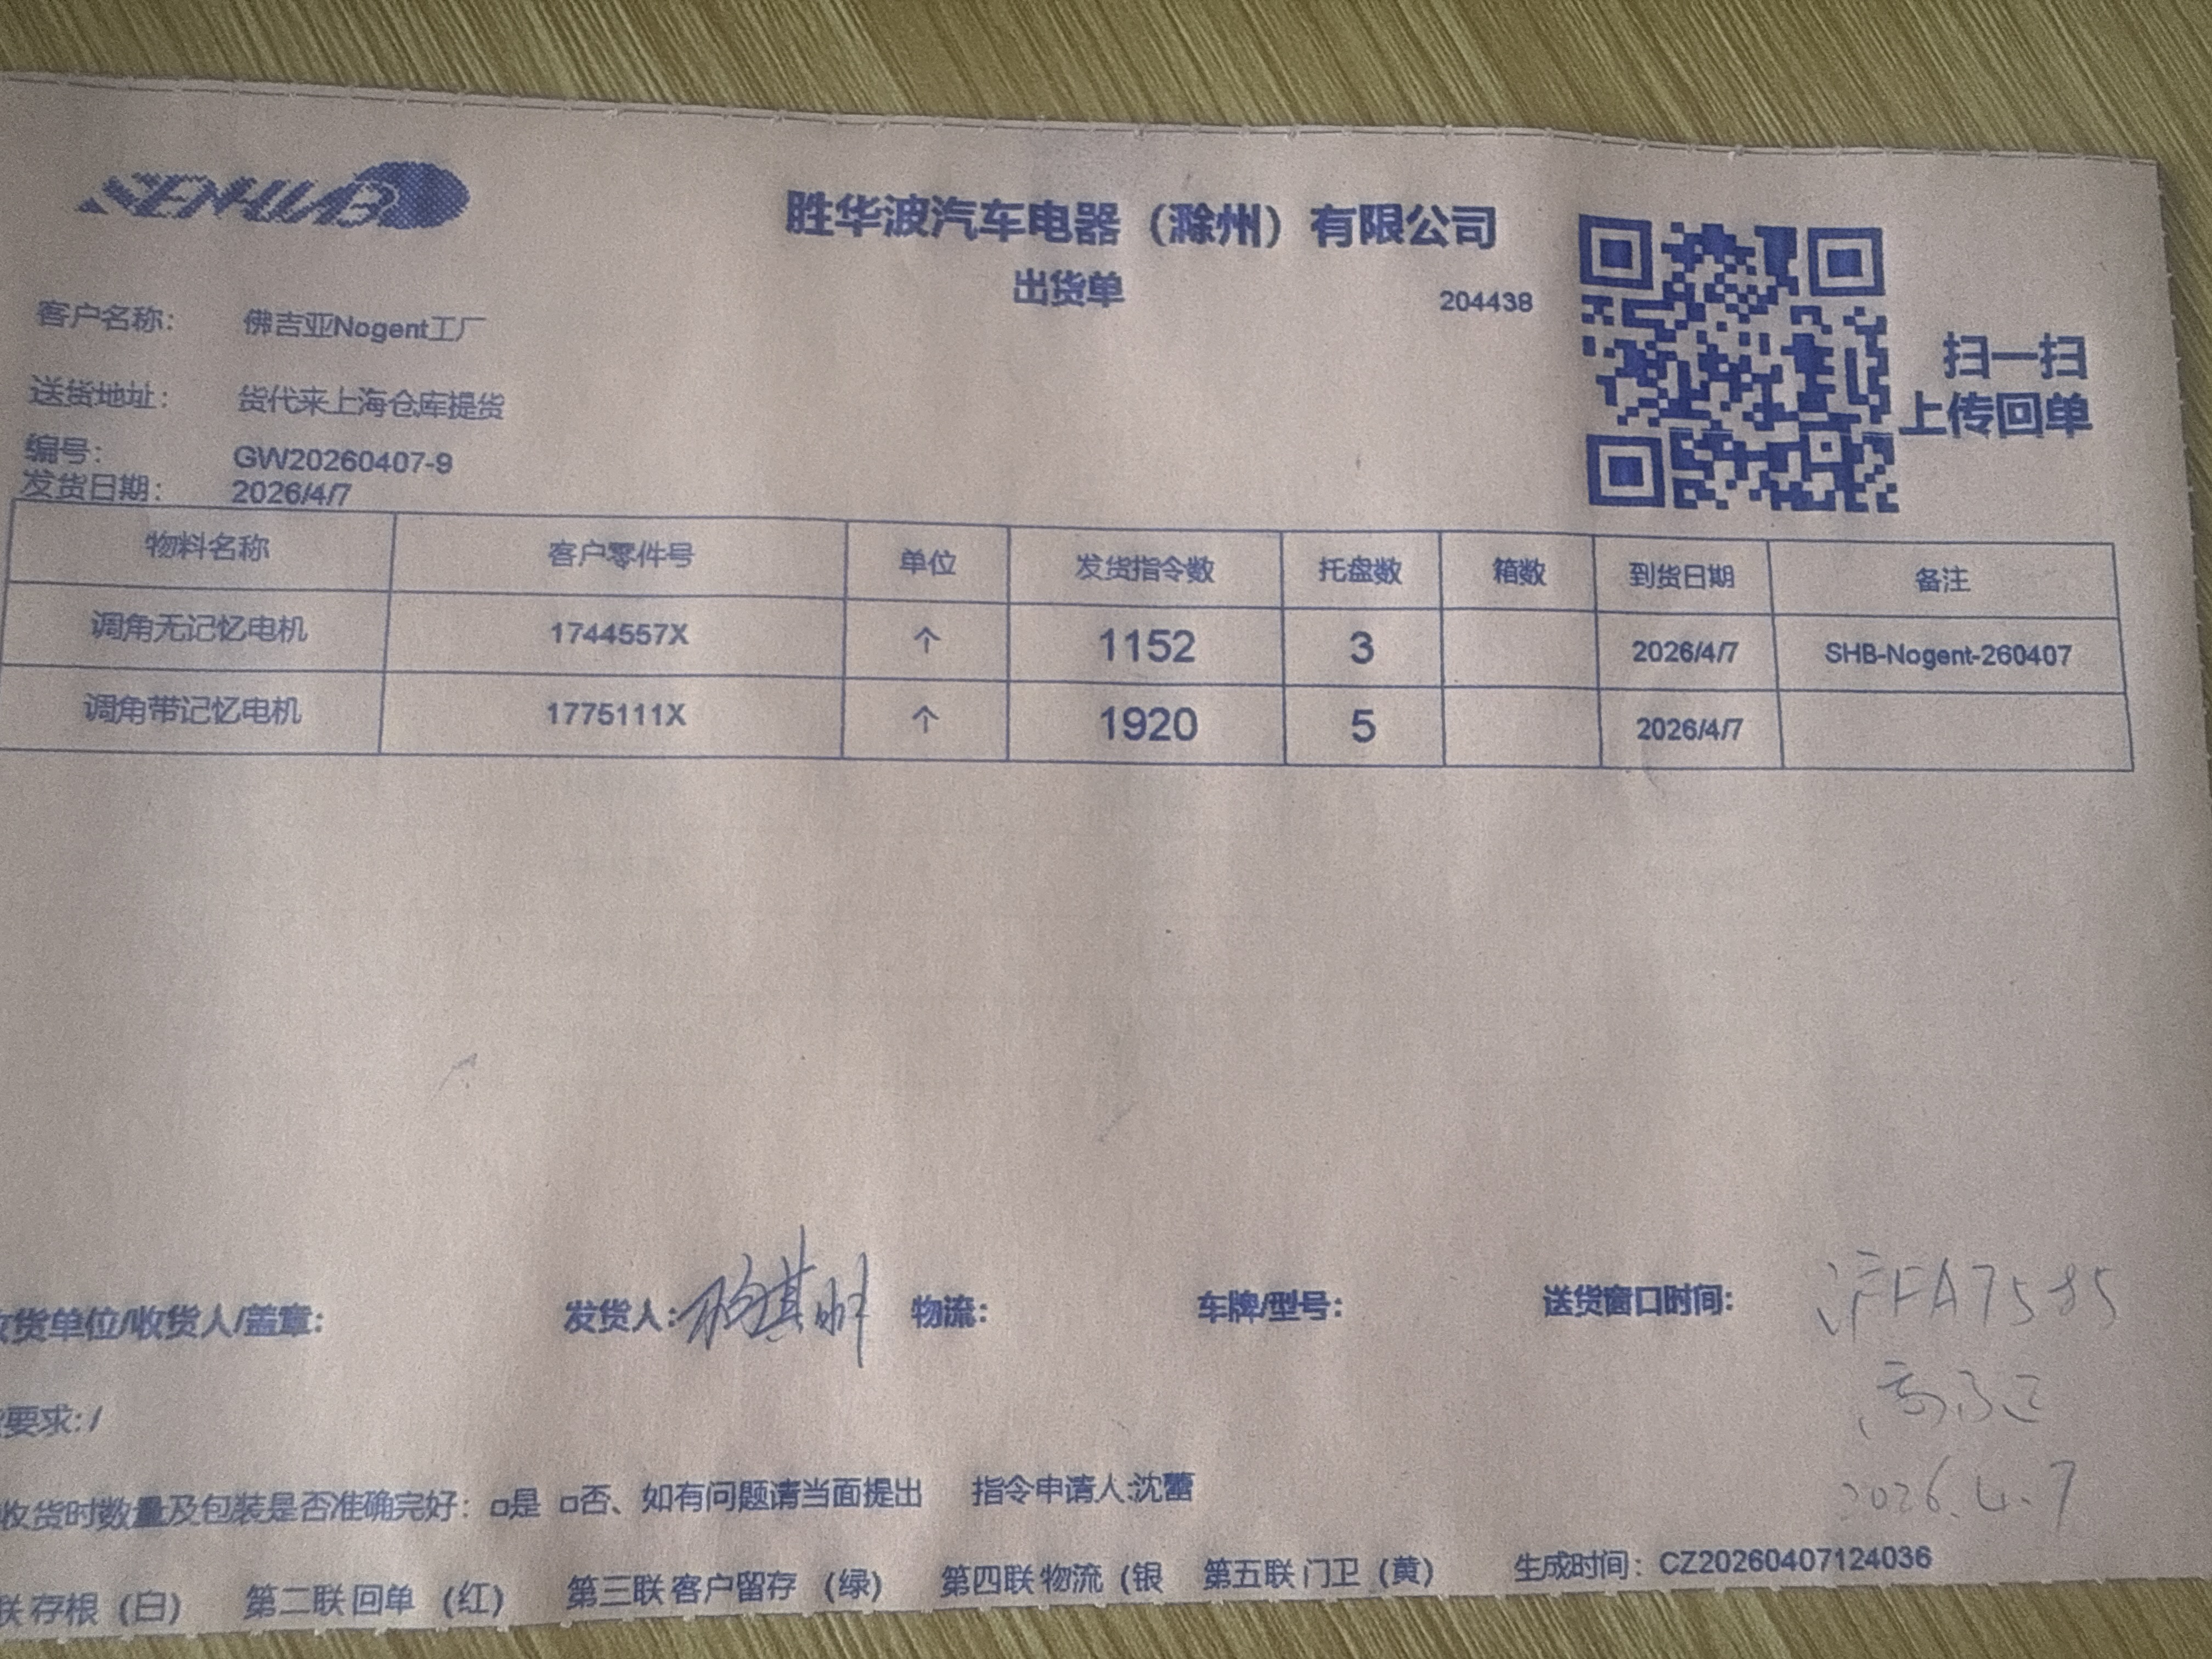 SENHWAB
胜华波汽车电器（滁州）有限公司
出货单
204438
扫一扫
上传回单
客户名称： 佛吉亚Nogent工厂
送货地址： 货代来上海仓库提货
编号： GW20260407-9
发货日期： 2026/4/7
物料名称 客户零件号 单位 发货指令数 托盘数 箱数 到货日期 备注
调角无记忆电机 1744557X 个 1152 3 2026/4/7 SHB-Nogent-260407
调角带记忆电机 1775111X 个 1920 5 2026/4/7
收货单位/收货人/盖章： 发货人： 物流： 车牌/型号： 送货窗口时间： 沪FA7585
要求：/
2026.4.7
收货时数量及包装是否准确完好：□是 □否、如有问题请当面提出 指令申请人:沈蕾
联 存根（白） 第二联 回单 （红） 第三联 客户留存 （绿） 第四联 物流（银 第五联 门卫（黄） 生成时间：CZ20260407124036